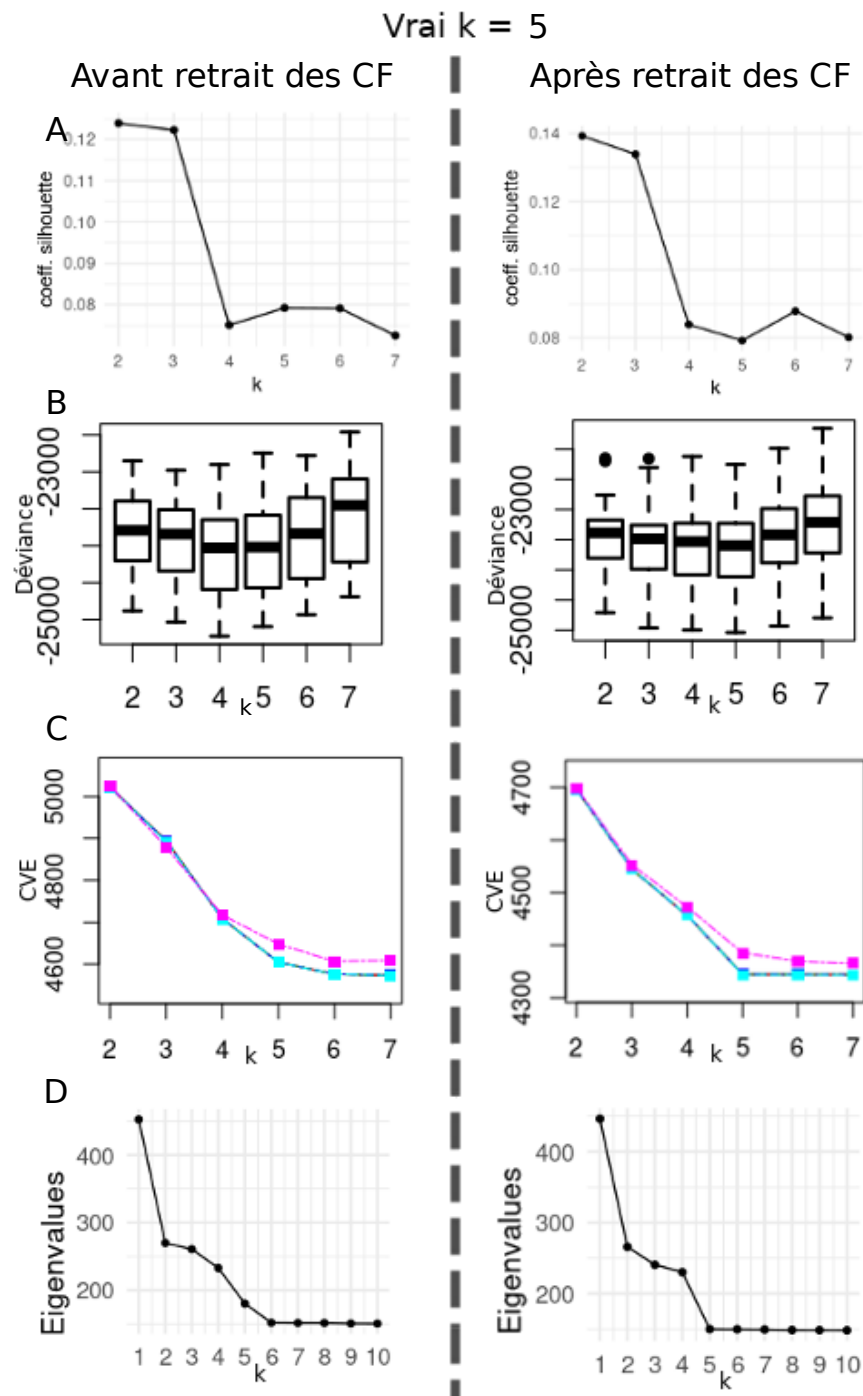 Vrai k = 5
Avant retrait des CF
Après retrait des CF
A
coeff. silhouette
0.12
0.11
0.10
0.09
0.08
2 3 4 5 6 7
k
coeff. silhouette
0.14
0.12
0.10
0.08
2 3 4 5 6 7
k
B
Déviance
-23000
-25000
2 3 4 5 6 7
k
Déviance
-23000
-25000
2 3 4 5 6 7
k
C
CVE
5000
4800
4600
2 3 4 5 6 7
k
CVE
4700
4500
4300
2 3 4 5 6 7
k
D
Eigenvalues
400
300
200
1 2 3 4 5 6 7 8 9 10
k
Eigenvalues
400
300
200
1 2 3 4 5 6 7 8 9 10
k